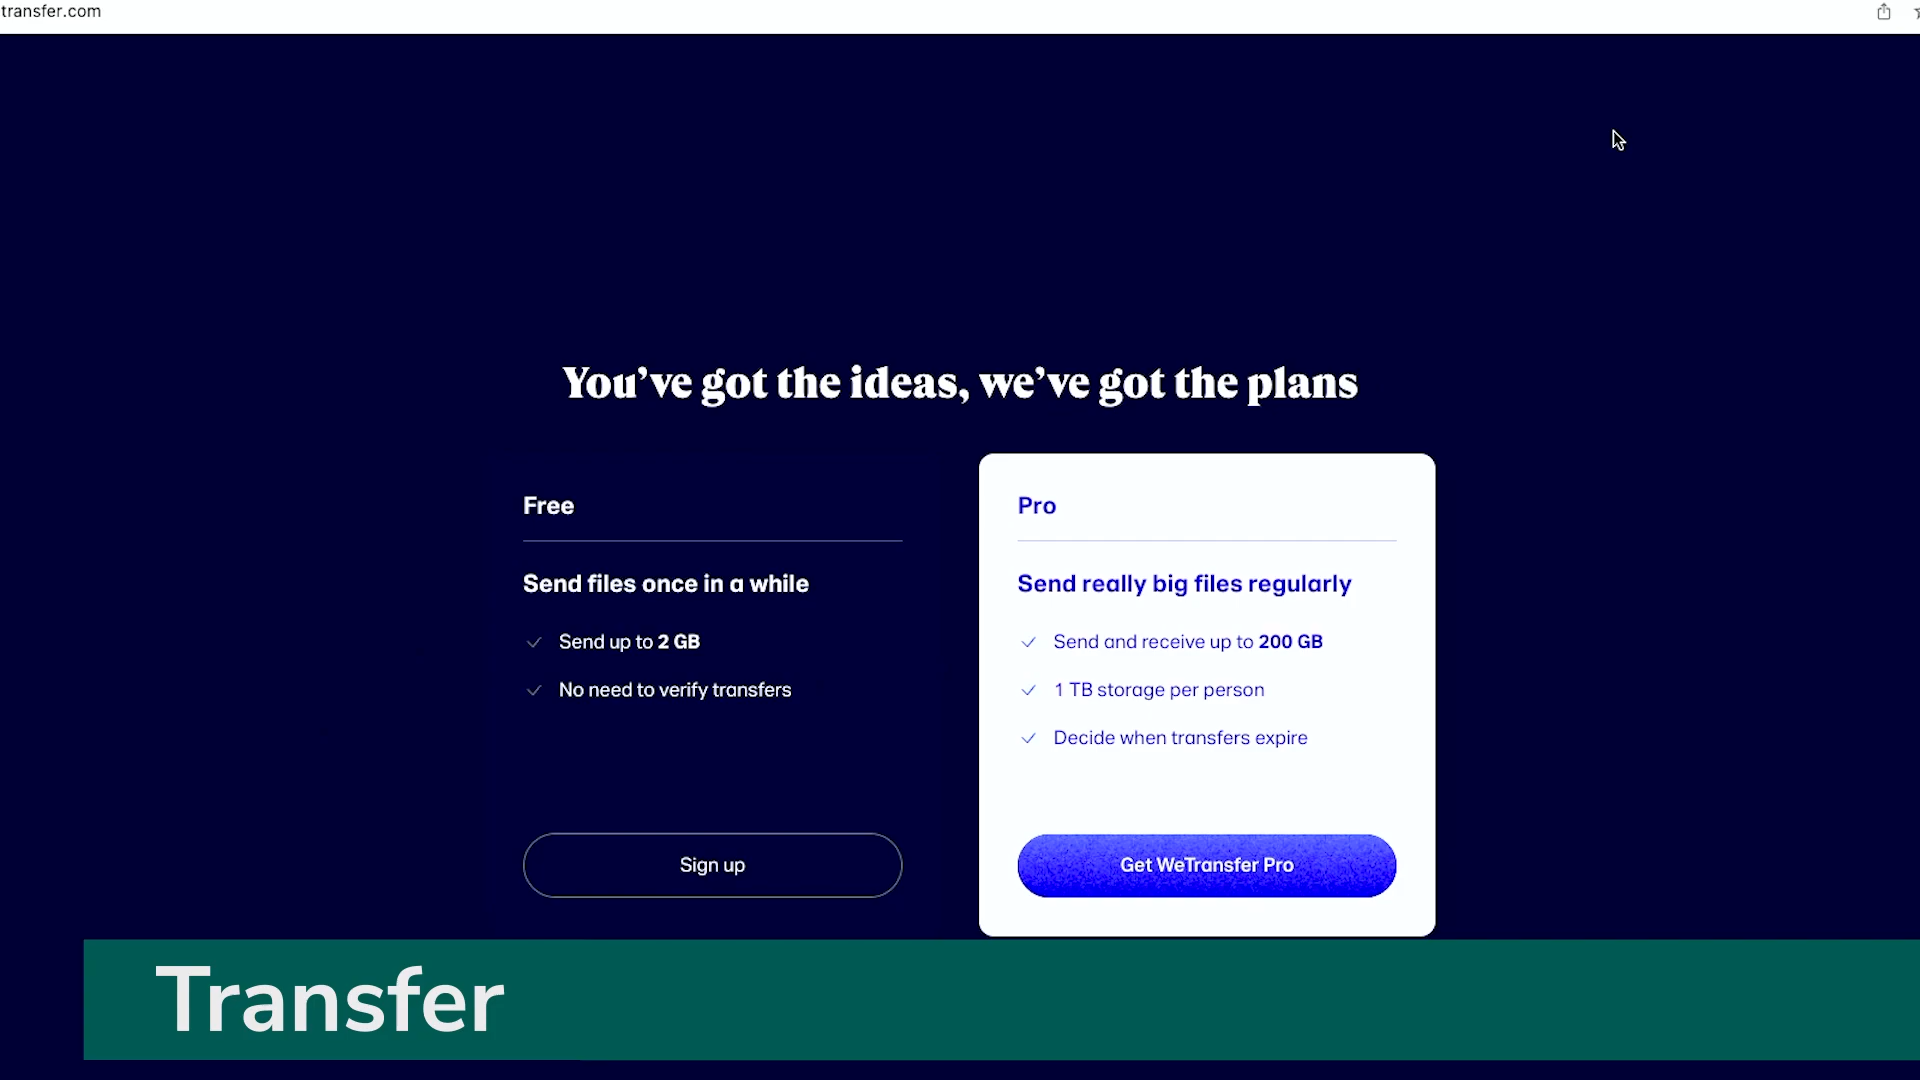 transfer.com
You've got the ideas, we've got the plans
Free
Send files once in a while
Send up to 2 GB
No need to verify transfers
Sign up
Pro
Send really big files regularly
Send and receive up to 200 GB
1 TB storage per person
Decide when transfers expire
Get WeTransfer Pro
Transfer